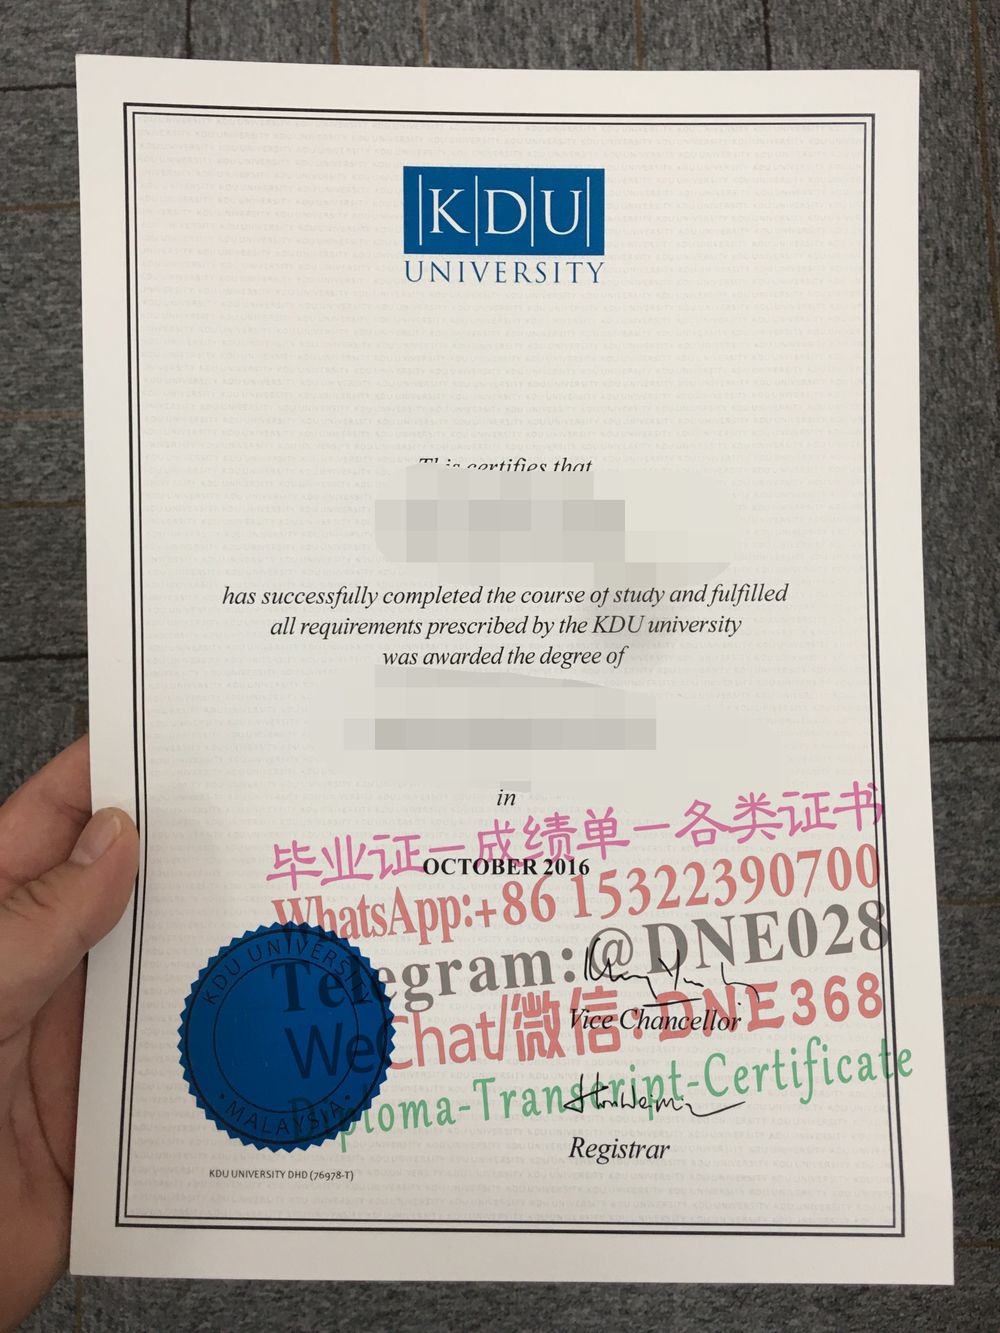 KDU
UNIVERSITY
This certifies that
has successfully completed the course of study and fulfilled
all requirements prescribed by the KDU university
was awarded the degree of
in
毕业证—成绩单—各类证书
OCTOBER 2016
WhatsApp:+86 15322390700
Telegram:@DNE028
WeChat/微信:DNE368
Vice Chancellor
Diploma-Transcript-Certificate
Registrar
KDU UNIVERSITY
·MALAYSIA·
KDU UNIVERSITY DHD (76978-T)